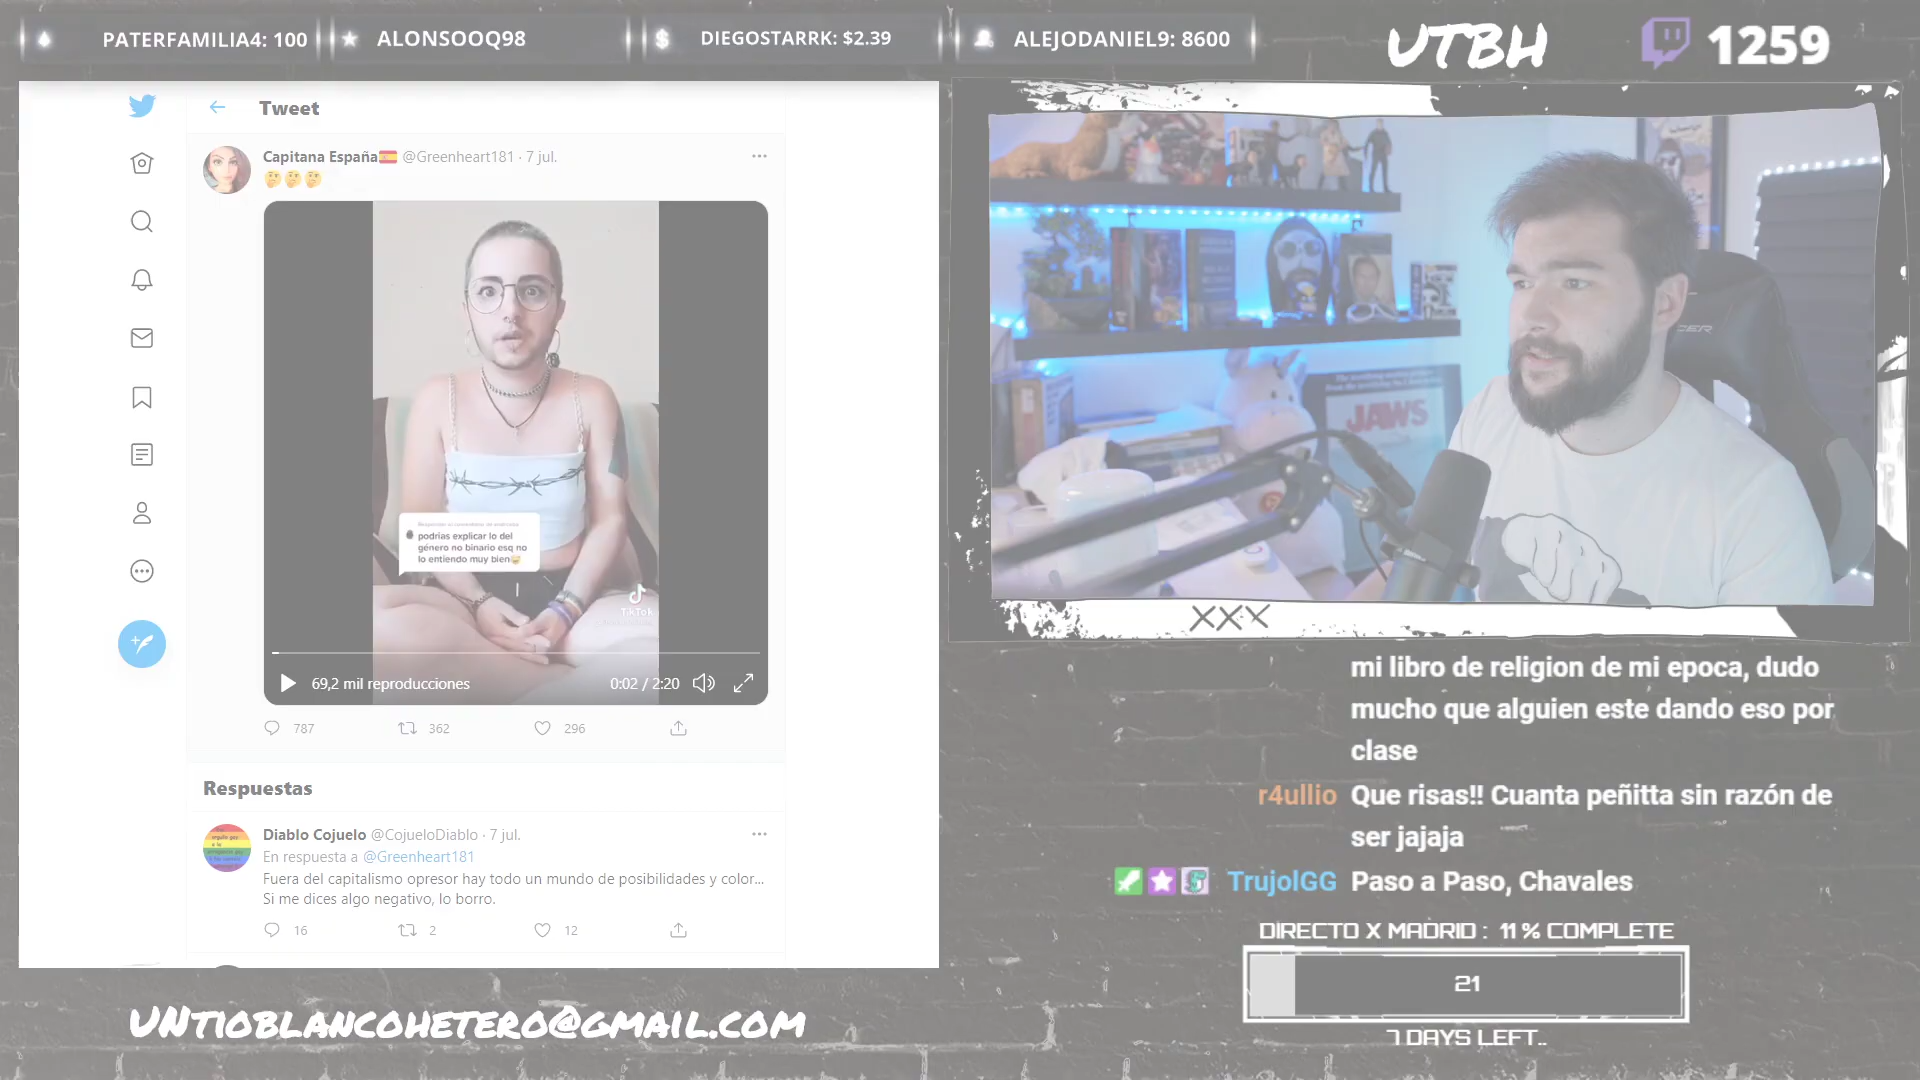 PATERFAMILIA4: 100
ALONSOOQ98
DIEGOSTARRK: $2.39
ALEJODANIEL9: 8600
UTBH
1259
Tweet
Capitana España🇪🇸 @Greenheart181 · 7 jul.
🤔🤔🤔
podrias explicar lo del
género no binario esq no
lo entiendo muy bien😅
TikTok
69,2 mil reproducciones
0:02 / 2:20
787
362
296
Respuestas
Diablo Cojuelo @CojueloDiablo · 7 jul.
En respuesta a @Greenheart181
Fuera del capitalismo opresor hay todo un mundo de posibilidades y color...
Si me dices algo negativo, lo borro.
16
2
12
UNtioblancohetero@gmail.com
JAWS
XXX
mi libro de religion de mi epoca, dudo
mucho que alguien este dando eso por
clase
r4ullio Que risas!! Cuanta peñitta sin razón de
ser jajaja
TrujolGG Paso a Paso, Chavales
DIRECTO X MADRID : 11 % COMPLETE
21
7 DAYS LEFT..